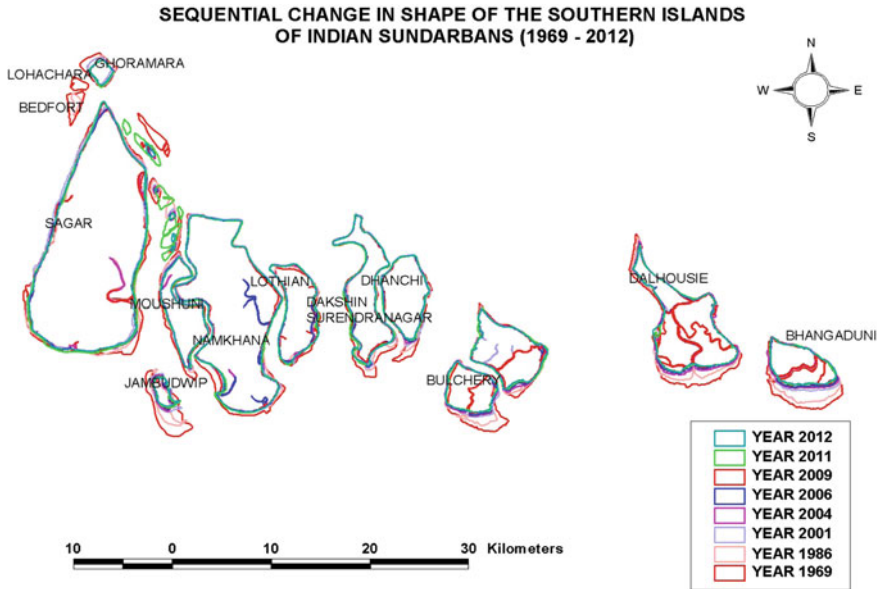 SEQUENTIAL CHANGE IN SHAPE OF THE SOUTHERN ISLANDS
OF INDIAN SUNDARBANS (1969 - 2012)
N
W
E
S
GHORAMARA
LOHACHARA
BEDFORT
SAGAR
MOUSHUNI
LOTHIAN
DAKSHIN
SURENDRANAGAR
DHANCHI
DALHOUSIE
NAMKHANA
BHANGADUNI
JAMBUDWIP
BULCHERY
YEAR 2012
YEAR 2011
YEAR 2009
YEAR 2006
YEAR 2004
YEAR 2001
YEAR 1986
YEAR 1969
10 0 10 20 30 Kilometers